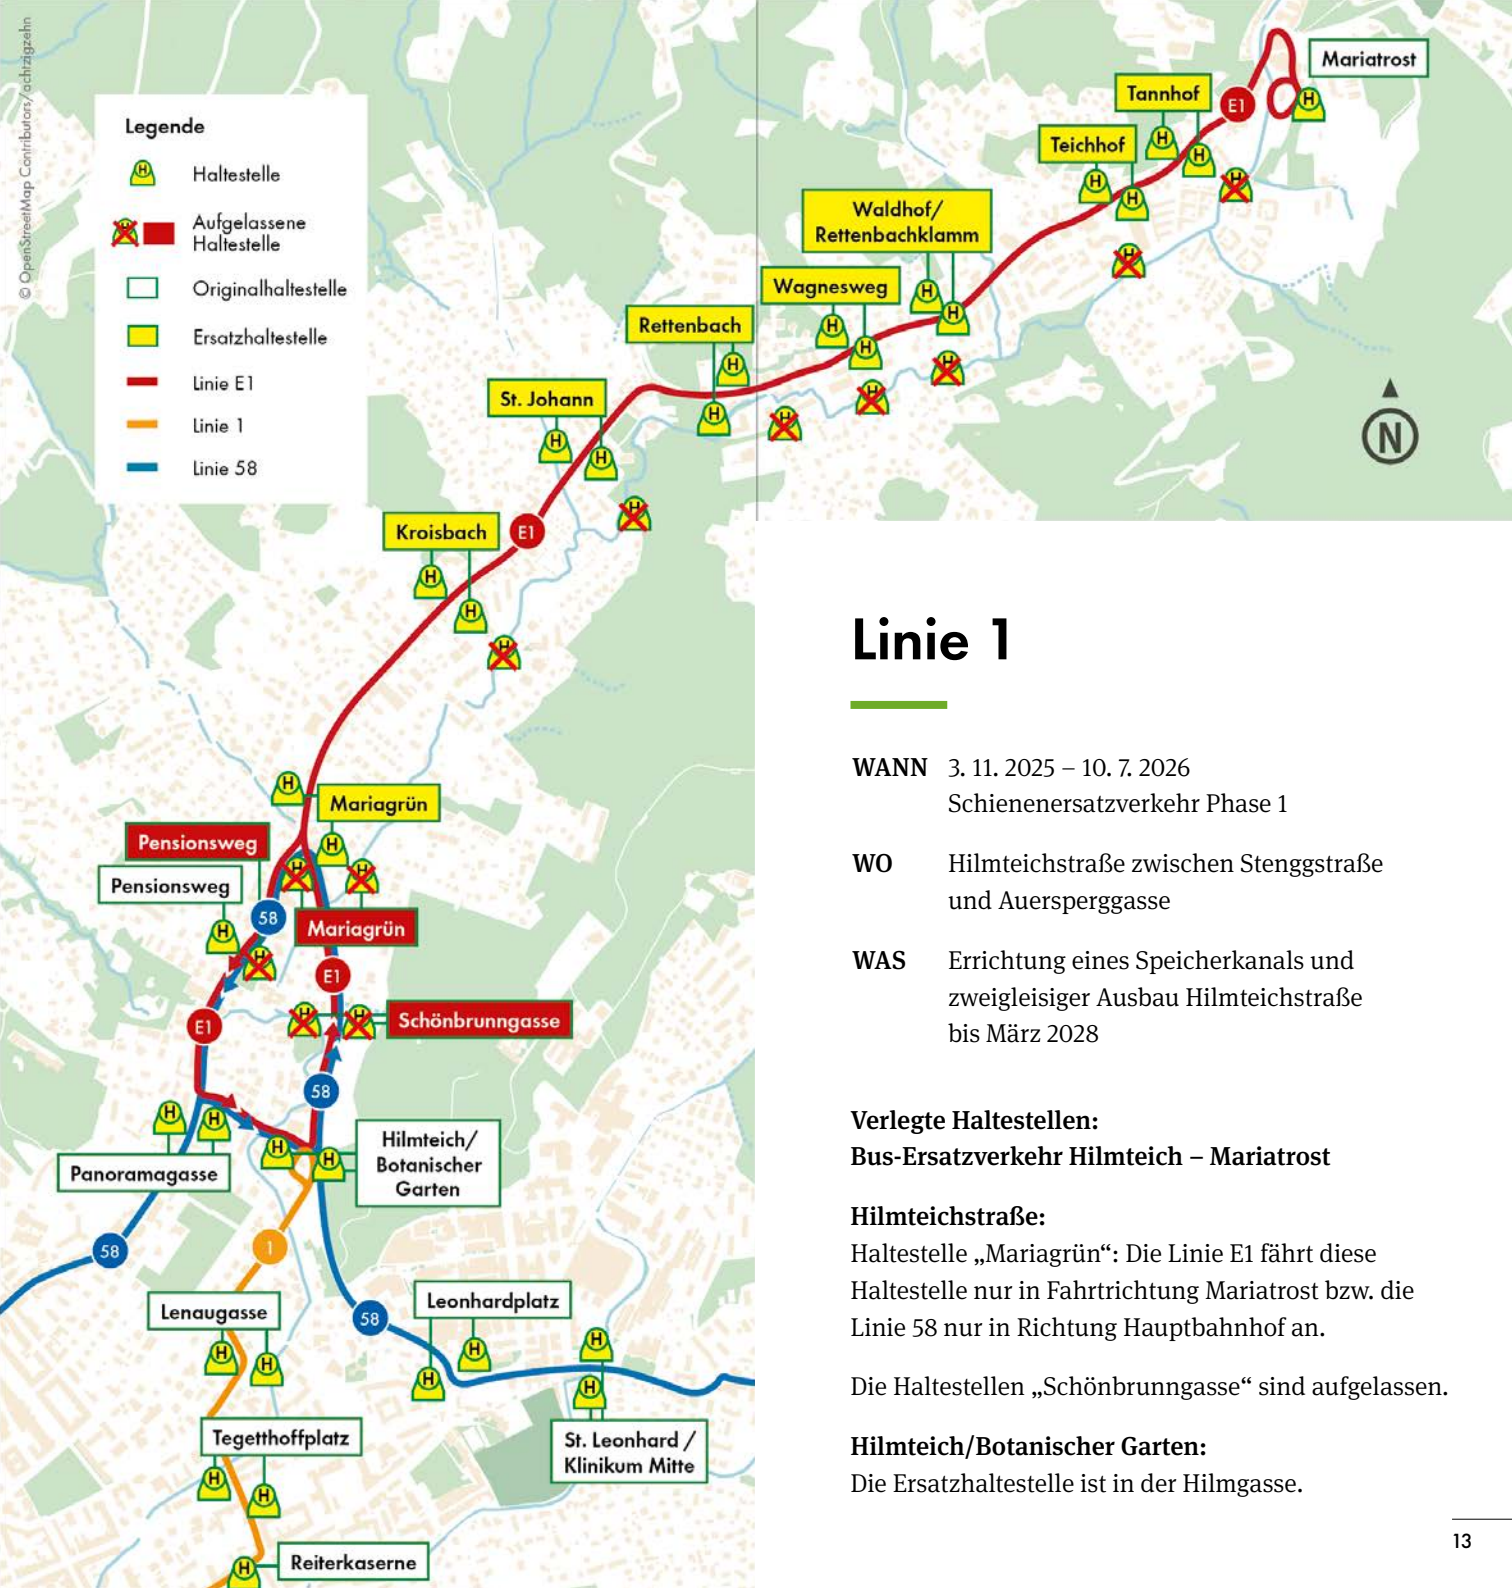 © OpenStreetMap Contributors/achtzigzehn
Legende
H
Haltestelle
H
Aufgelassene
Haltestelle
Originalhaltestelle
Ersatzhaltestelle
Linie E1
Linie 1
Linie 58
Mariatrost
H
E1
Tannhof
H
H
H
Teichhof
H
H
H
Waldhof/
Rettenbachklamm
H
H
H
Wagnesweg
H
H
H
Rettenbach
H
H
H
St. Johann
H
H
H
N
Kroisbach
E1
H
H
H
H
Mariagrün
H
Pensionsweg
H
H
Pensionsweg
58
Mariagrün
H
H
E1
E1
H
H
Schönbrunngasse
58
H
H
Panoramagasse
H
H
Hilmteich/
Botanischer
Garten
58
1
Lenaugasse
H
H
58
Leonhardplatz
H
H
H
H
St. Leonhard /
Klinikum Mitte
Tegetthoffplatz
H
H
Reiterkaserne
H
Linie 1
WANN 3. 11. 2025 – 10. 7. 2026
Schienenersatzverkehr Phase 1
WO Hilmteichstraße zwischen Stenggstraße
und Auersperggasse
WAS Errichtung eines Speicherkanals und
zweigleisiger Ausbau Hilmteichstraße
bis März 2028
Verlegte Haltestellen:
Bus-Ersatzverkehr Hilmteich – Mariatrost
Hilmteichstraße:
Haltestelle „Mariagrün“: Die Linie E1 fährt diese
Haltestelle nur in Fahrtrichtung Mariatrost bzw. die
Linie 58 nur in Richtung Hauptbahnhof an.
Die Haltestellen „Schönbrunngasse“ sind aufgelassen.
Hilmteich/Botanischer Garten:
Die Ersatzhaltestelle ist in der Hilmgasse.
13